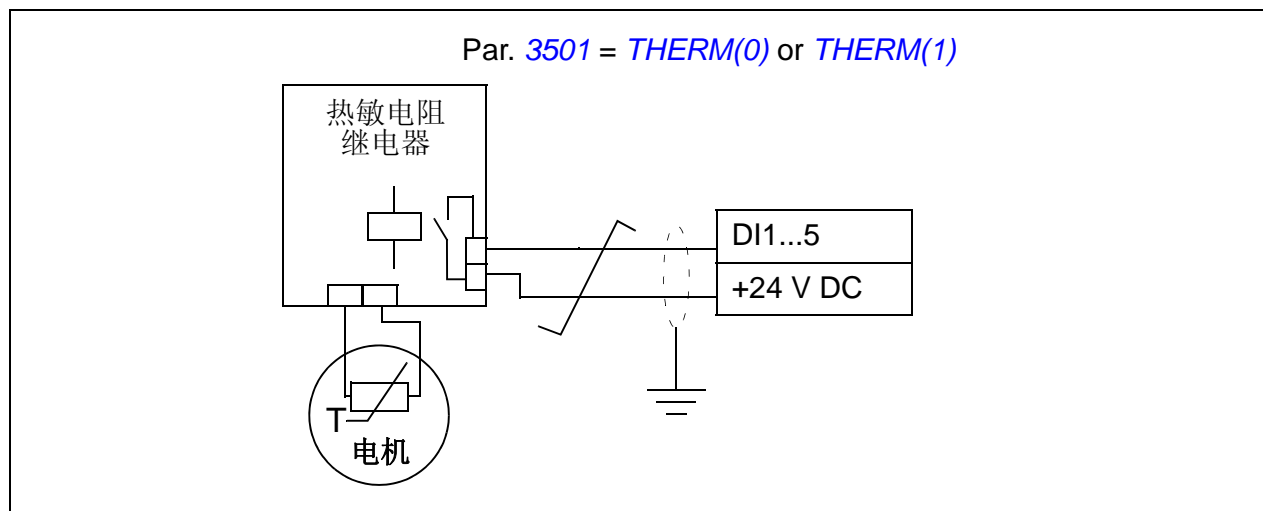 Par. 3501 = THERM(0) or THERM(1)
热敏电阻
继电器
DI1...5
+24 V DC
T
电机